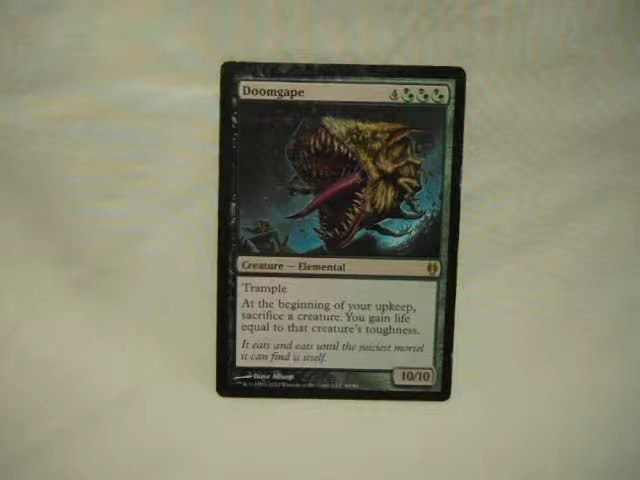 Doomgape 4
Creature — Elemental
Trample
At the beginning of your upkeep,
sacrifice a creature. You gain life
equal to that creature's toughness.
It eats and eats until the juiciest morsel
it can find is itself.
Dave Allsop
10/10